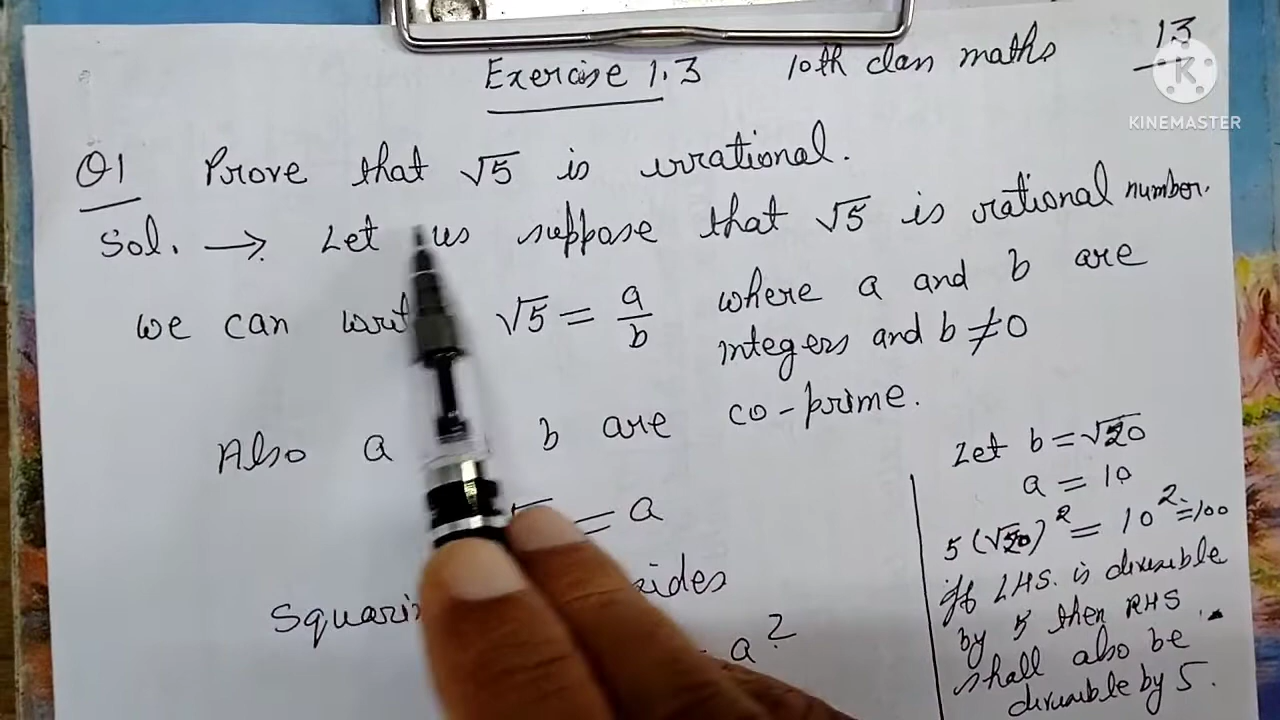 Exercise 1.3 10th class maths 13
KINEMASTER
Q1 Prove that √5 is irrational.
Sol. → Let us suppose that √5 is rational number.
we can √5 = a/b where a and b are
integers and b ≠ 0
Also a b are co-prime.
= a
sides
a²
Let b = √20
a = 10
5(√20)² = 10² = 100
if LHS. is divisible
by 5 then RHS
shall also be
divisible by 5.